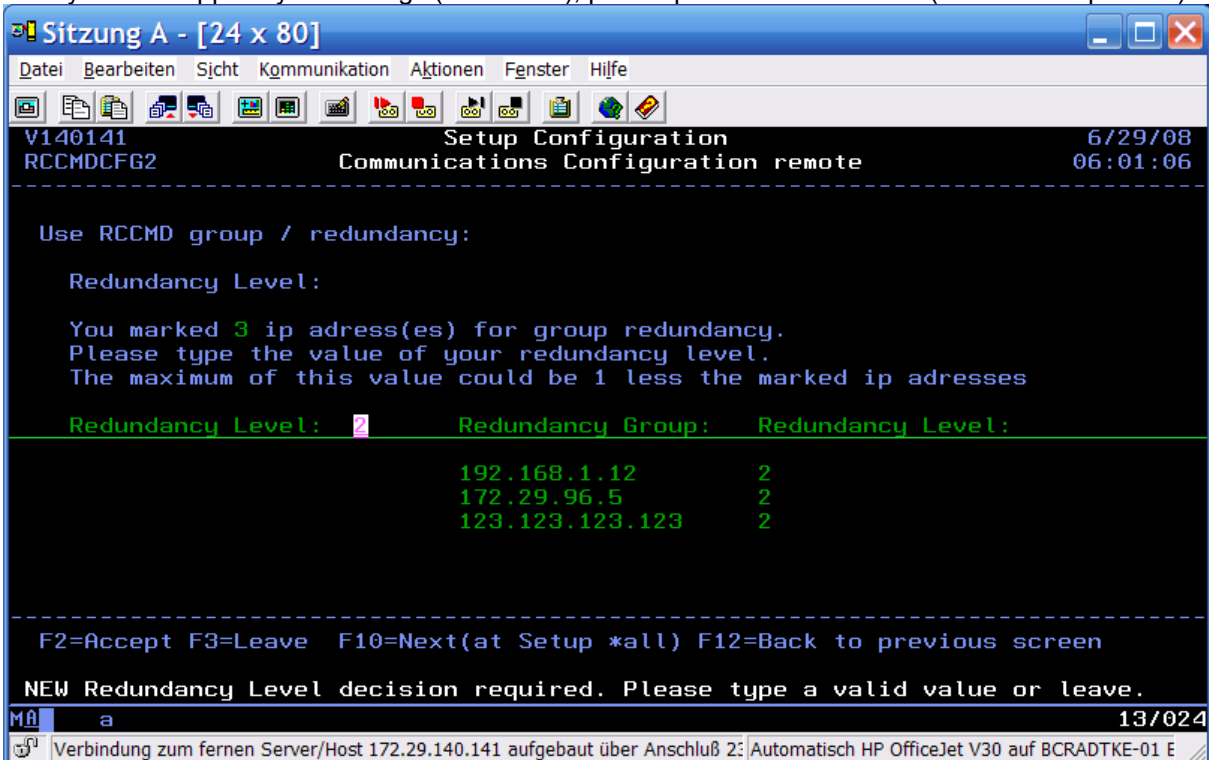 Sitzung A - [24 x 80]
Datei Bearbeiten Sicht Kommunikation Aktionen Fenster Hilfe
V140141 Setup Configuration 6/29/08
RCCMDCFG2 Communications Configuration remote 06:01:06
Use RCCMD group / redundancy:
Redundancy Level:
You marked 3 ip adress(es) for group redundancy.
Please type the value of your redundancy level.
The maximum of this value could be 1 less the marked ip adresses
Redundancy Level: 2 Redundancy Group: Redundancy Level:
192.168.1.12 2
172.29.96.5 2
123.123.123.123 2
F2=Accept F3=Leave F10=Next(at Setup *all) F12=Back to previous screen
NEW Redundancy Level decision required. Please type a valid value or leave.
MA a 13/024
Verbindung zum fernen Server/Host 172.29.140.141 aufgebaut über Anschluß 23 Automatisch HP OfficeJet V30 auf BCRADTKE-01 E